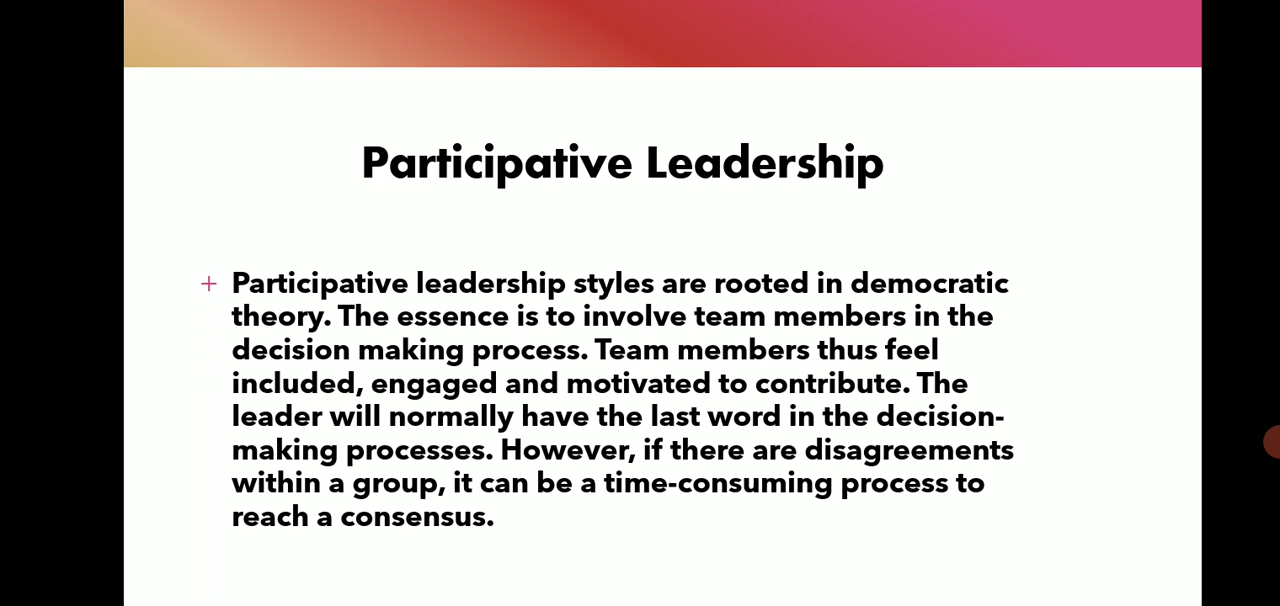 Participative Leadership
+ Participative leadership styles are rooted in democratic
theory. The essence is to involve team members in the
decision making process. Team members thus feel
included, engaged and motivated to contribute. The
leader will normally have the last word in the decision-
making processes. However, if there are disagreements
within a group, it can be a time-consuming process to
reach a consensus.